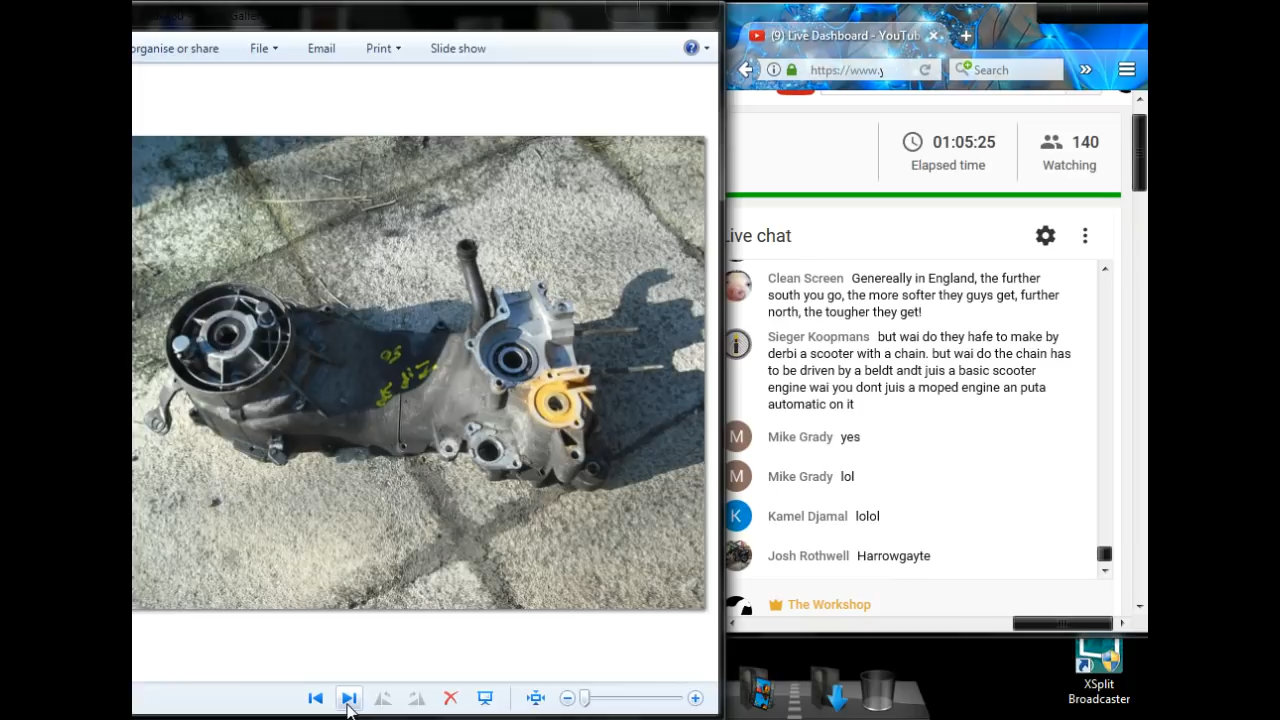 organise or share
File
Email
Print
Slide show
(9) Live Dashboard - YouTub
https://www.y
Search
01:05:25
Elapsed time
140
Watching
Live chat
Clean Screen Genereally in England, the further
south you go, the more softer they guys get, further
north, the tougher they get!
Sieger Koopmans but wai do they hafe to make by
derbi a scooter with a chain. but wai do the chain has
to be driven by a beldt andt juis a basic scooter
engine wai you dont juis a moped engine an puta
automatic on it
M
Mike Grady yes
M
Mike Grady lol
K
Kamel Djamal lolol
Josh Rothwell Harrowgayte
The Workshop
XSplit
Broadcaster